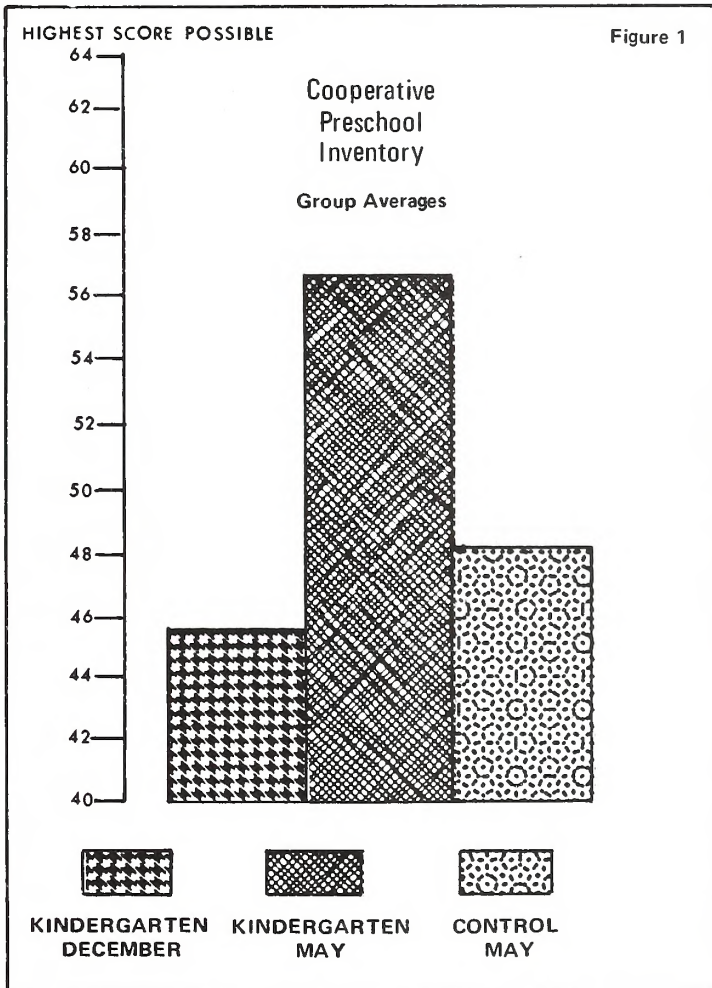 HIGHEST SCORE POSSIBLE
Figure 1
64
62
60
58
56
54
52
50
48
46
44
42
40
Cooperative
Preschool
Inventory
Group Averages
KINDERGARTEN
DECEMBER
KINDERGARTEN
MAY
CONTROL
MAY